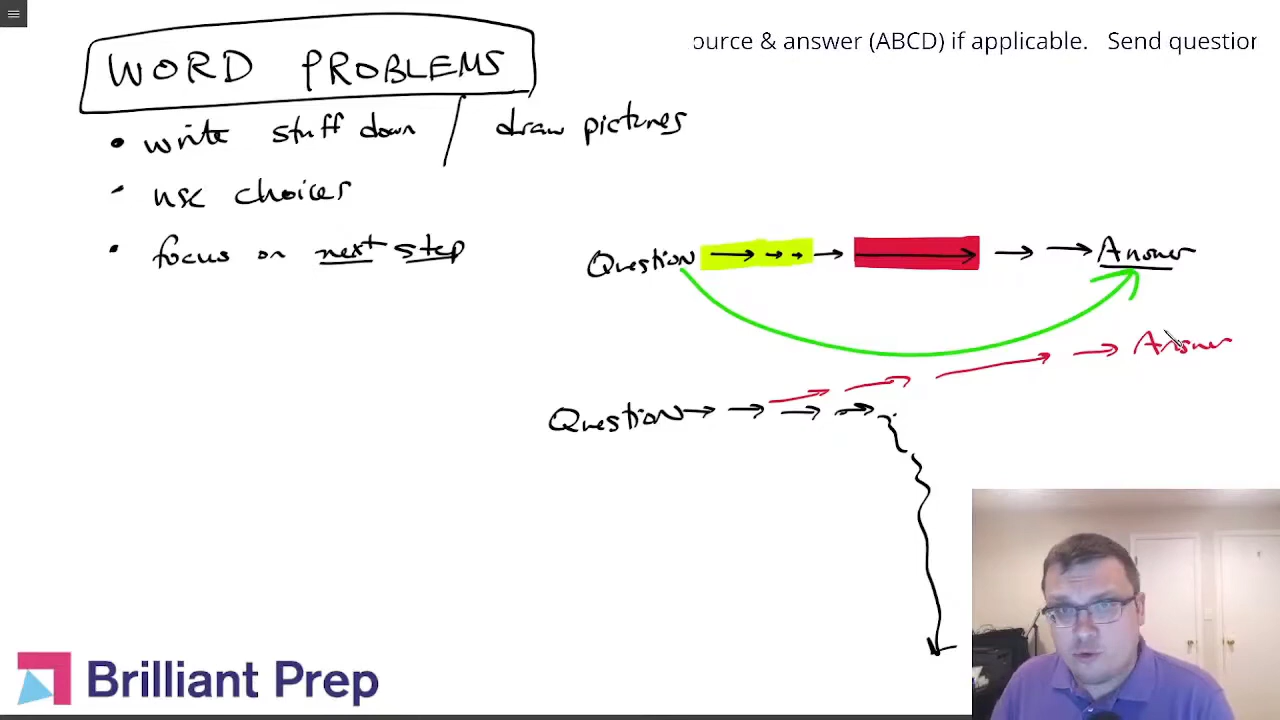 ource & answer (ABCD) if applicable. Send question
WORD PROBLEMS
• write stuff down / draw pictures
• use choices
• focus on next step
Question → → → → → → → Answer
Answer
Question → → → →
Brilliant Prep